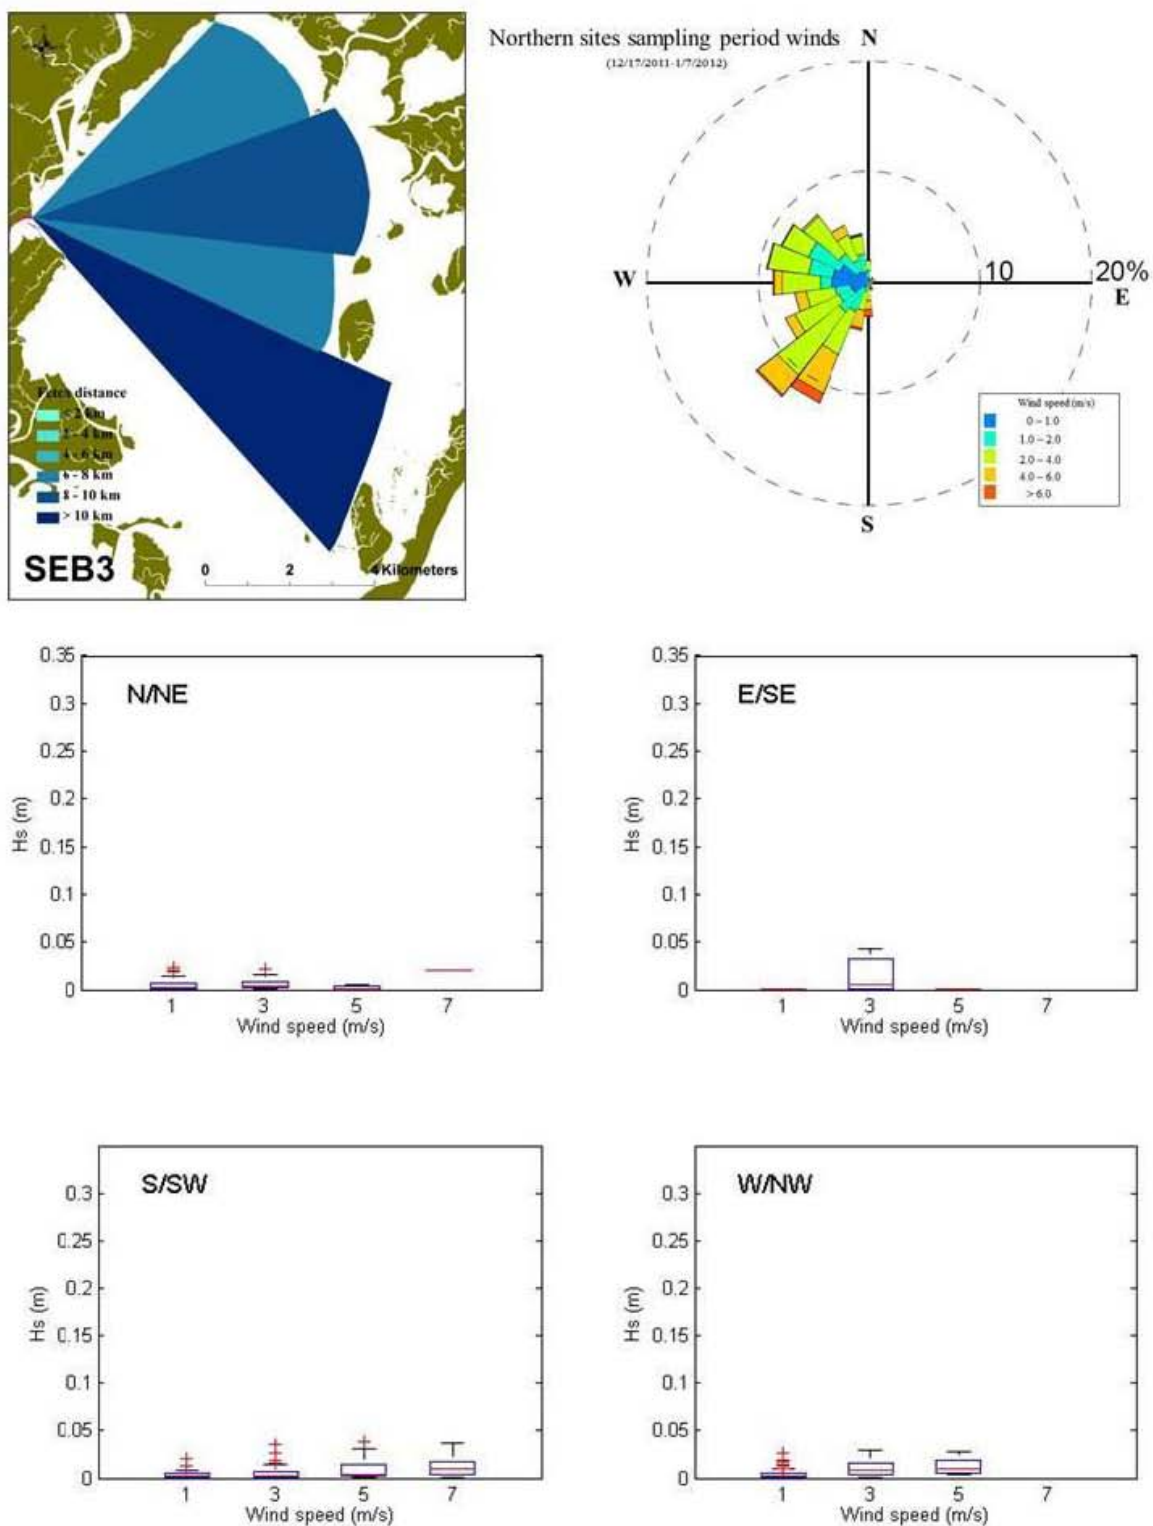 Northern sites sampling period winds N
(12/17/2011-1/7/2012)
W
10
20%
E
S
Wind speed (m/s)
0 – 1.0
1.0 – 2.0
2.0 – 4.0
4.0 – 6.0
> 6.0
Fetch distance
< 2 km
2 - 4 km
4 - 6 km
6 - 8 km
8 - 10 km
> 10 km
SEB3
0 2 4 Kilometers
N/NE
0.35
0.3
0.25
0.2
0.15
0.1
0.05
0
Hs (m)
1 3 5 7
Wind speed (m/s)
E/SE
0.35
0.3
0.25
0.2
0.15
0.1
0.05
0
Hs (m)
1 3 5 7
Wind speed (m/s)
S/SW
0.3
0.25
0.2
0.15
0.1
0.05
0
Hs (m)
1 3 5 7
Wind speed (m/s)
W/NW
0.3
0.25
0.2
0.15
0.1
0.05
0
Hs (m)
1 3 5 7
Wind speed (m/s)